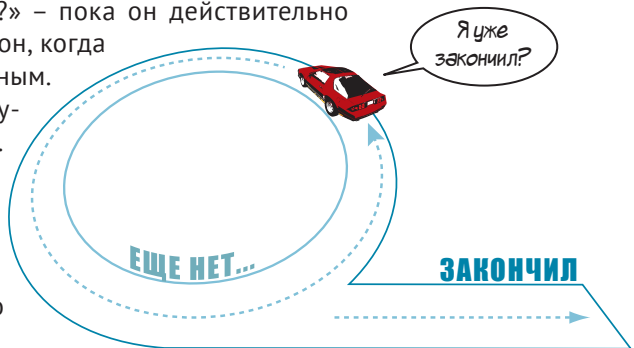 ?» – пока он действительно
он, когда
ным.
у-
.
о
Я уже
закончил?
ЕЩЕ НЕТ...
ЗАКОНЧИЛ